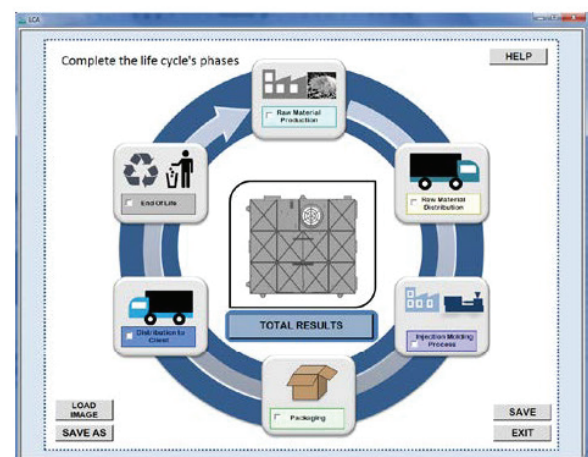 LCA
Complete the life cycle's phases
HELP
Raw Material
Production
Raw Material
Distribution
End Of Life
TOTAL RESULTS
Distribution to
Client
Injection Molding
Process
Packaging
LOAD
IMAGE
SAVE AS
SAVE
EXIT